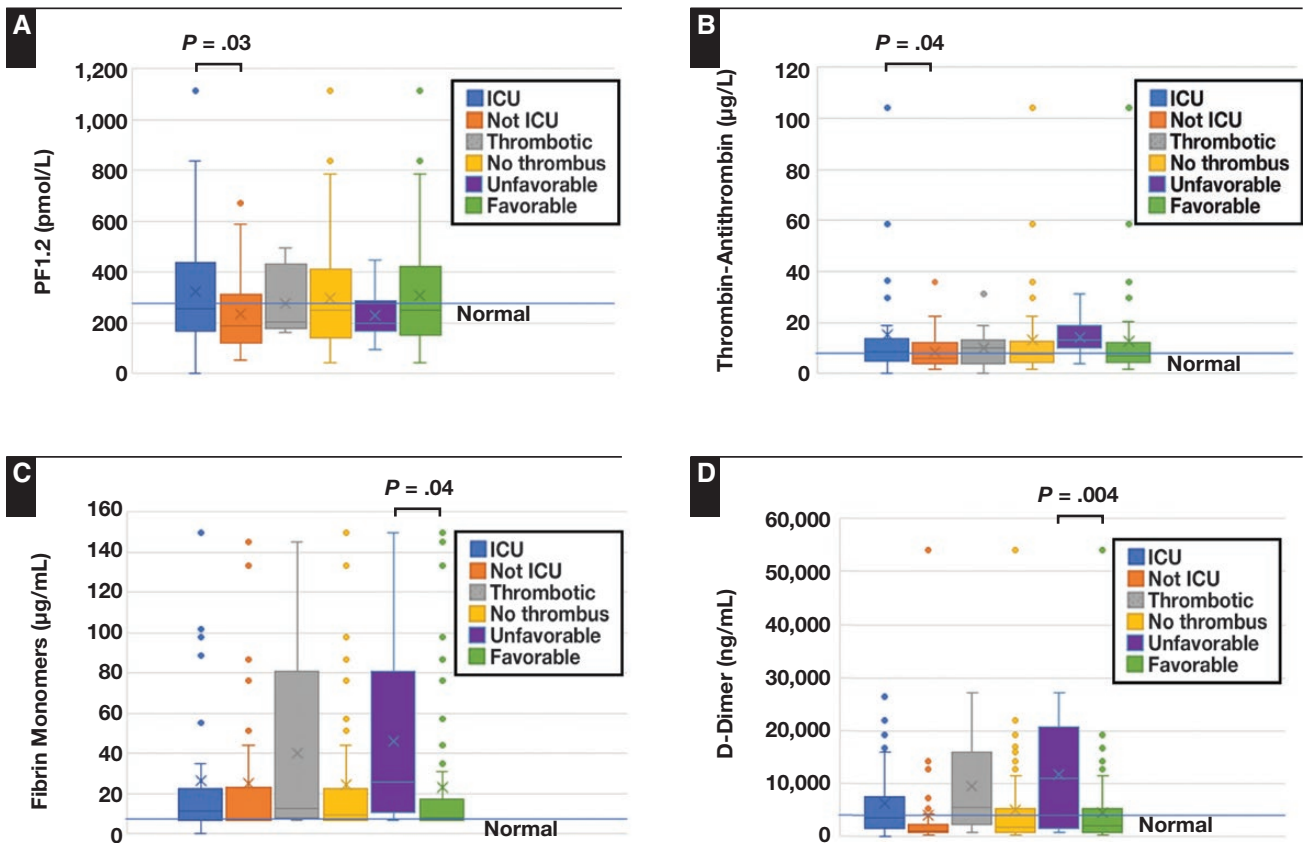 A
P = .03
PF1.2 (pmol/L)
1,200
1,000
800
600
400
200
0
ICU
Not ICU
Thrombotic
No thrombus
Unfavorable
Favorable
Normal
B
P = .04
Thrombin-Antithrombin (µg/L)
120
100
80
60
40
20
0
ICU
Not ICU
Thrombotic
No thrombus
Unfavorable
Favorable
Normal
C
P = .04
Fibrin Monomers (µg/mL)
160
140
120
100
80
60
40
20
0
ICU
Not ICU
Thrombotic
No thrombus
Unfavorable
Favorable
Normal
D
P = .004
D-Dimer (ng/mL)
60,000
50,000
40,000
30,000
20,000
10,000
0
ICU
Not ICU
Thrombotic
No thrombus
Unfavorable
Favorable
Normal